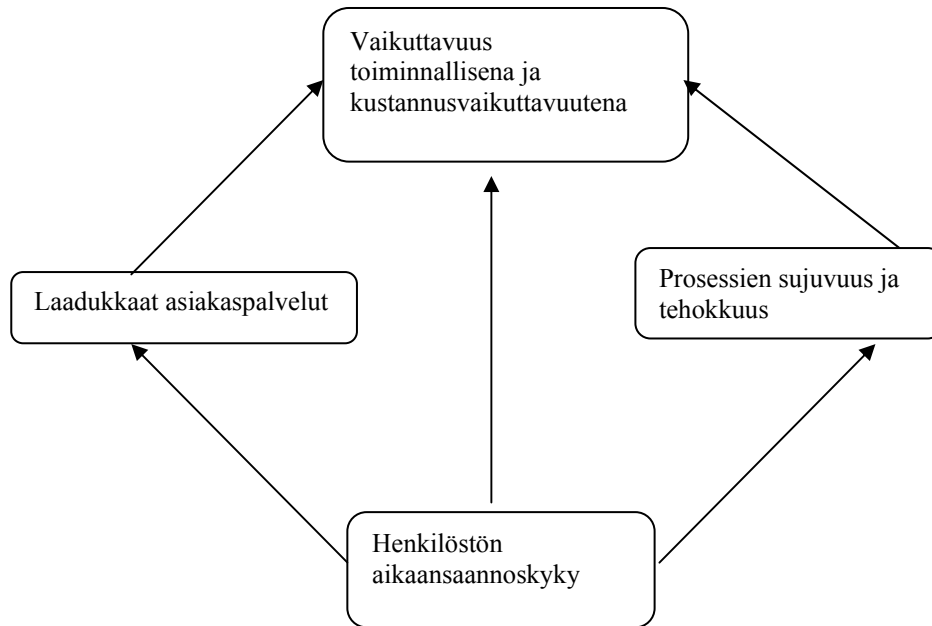 Vaikuttavuus
toiminnallisena ja
kustannusvaikuttavuutena
Laadukkaat asiakaspalvelut
Prosessien sujuvuus ja
tehokkuus
Henkilöstön
aikaansaannoskyky